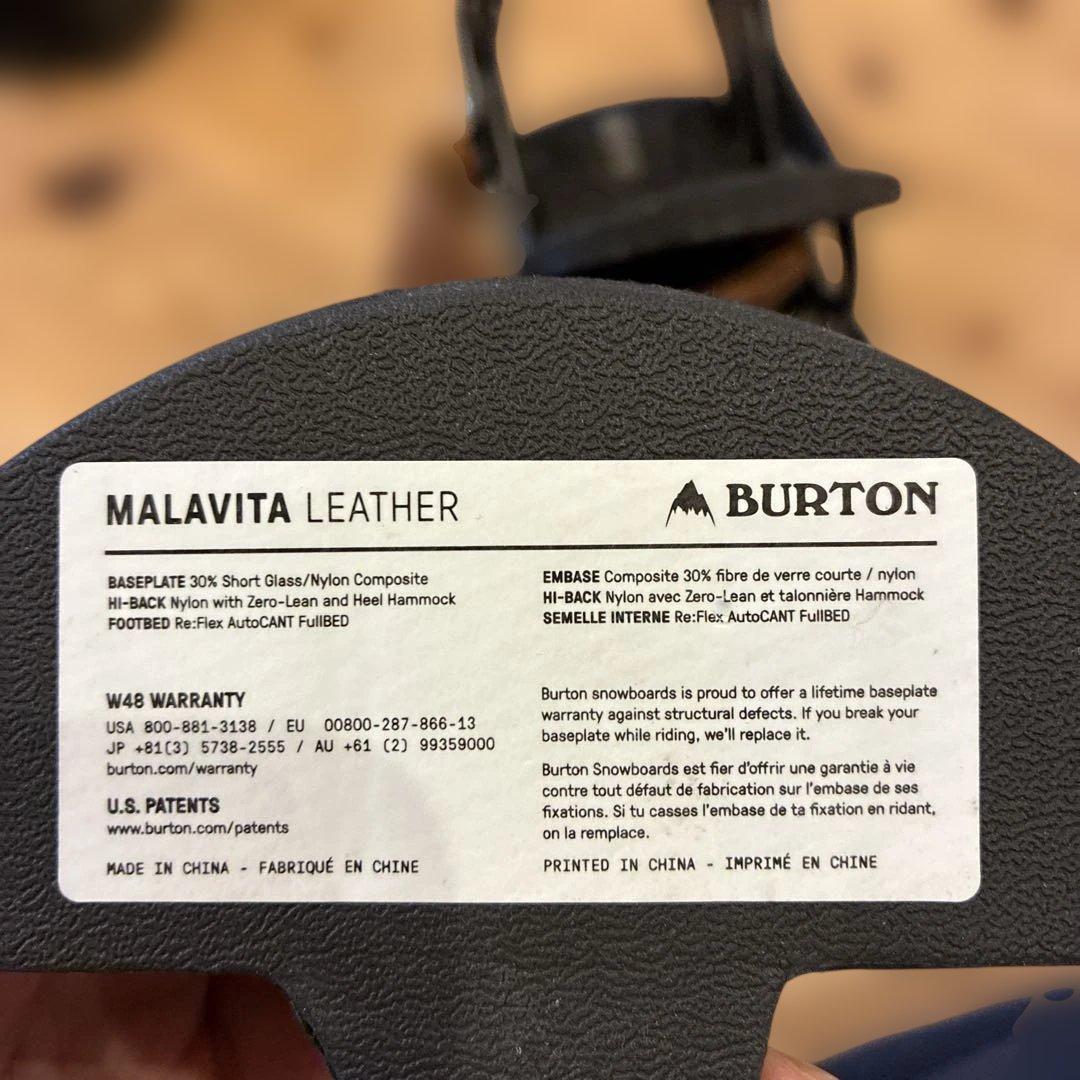 MALAVITA LEATHER
BURTON
BASEPLATE 30% Short Glass/Nylon Composite
HI-BACK Nylon with Zero-Lean and Heel Hammock
FOOTBED Re:Flex AutoCANT FullBED
EMBASE Composite 30% fibre de verre courte / nylon
HI-BACK Nylon avec Zero-Lean et talonnière Hammock
SEMELLE INTERNE Re:Flex AutoCANT FullBED
W48 WARRANTY
USA 800-881-3138 / EU 00800-287-866-13
JP +81(3) 5738-2555 / AU +61 (2) 99359000
burton.com/warranty
U.S. PATENTS
www.burton.com/patents
MADE IN CHINA - FABRIQUÉ EN CHINE
Burton snowboards is proud to offer a lifetime baseplate
warranty against structural defects. If you break your
baseplate while riding, we'll replace it.
Burton Snowboards est fier d'offrir une garantie à vie
contre tout défaut de fabrication sur l'embase de ses
fixations. Si tu casses l'embase de ta fixation en ridant,
on la remplace.
PRINTED IN CHINA - IMPRIMÉ EN CHINE